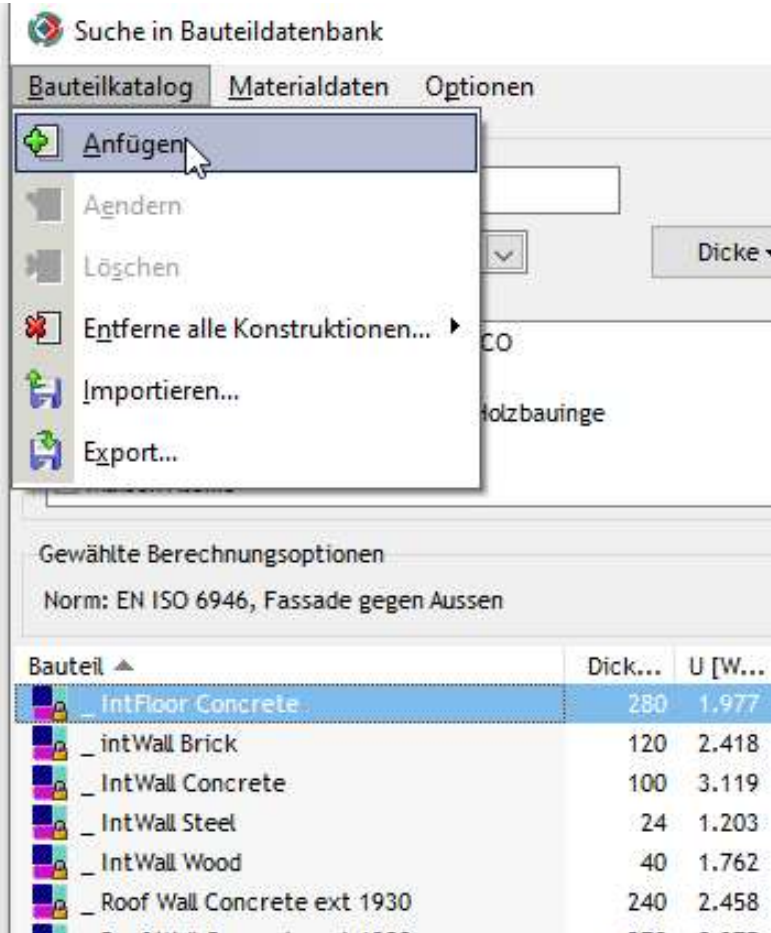 Suche in Bauteildatenbank
Bauteilkatalog Materialdaten Optionen
Anfügen
Aendern
Dicke
Löschen
Entferne alle Konstruktionen...
CO
Importieren...
Holzbauinge
Export...
Gewählte Berechnungsoptionen
Norm: EN ISO 6946, Fassade gegen Aussen
Bauteil Dick... U [W...
_ IntFloor Concrete 280 1.977
_ intWall Brick 120 2.418
_ IntWall Concrete 100 3.119
_ IntWall Steel 24 1.203
_ IntWall Wood 40 1.762
_ Roof Wall Concrete ext 1930 240 2.458